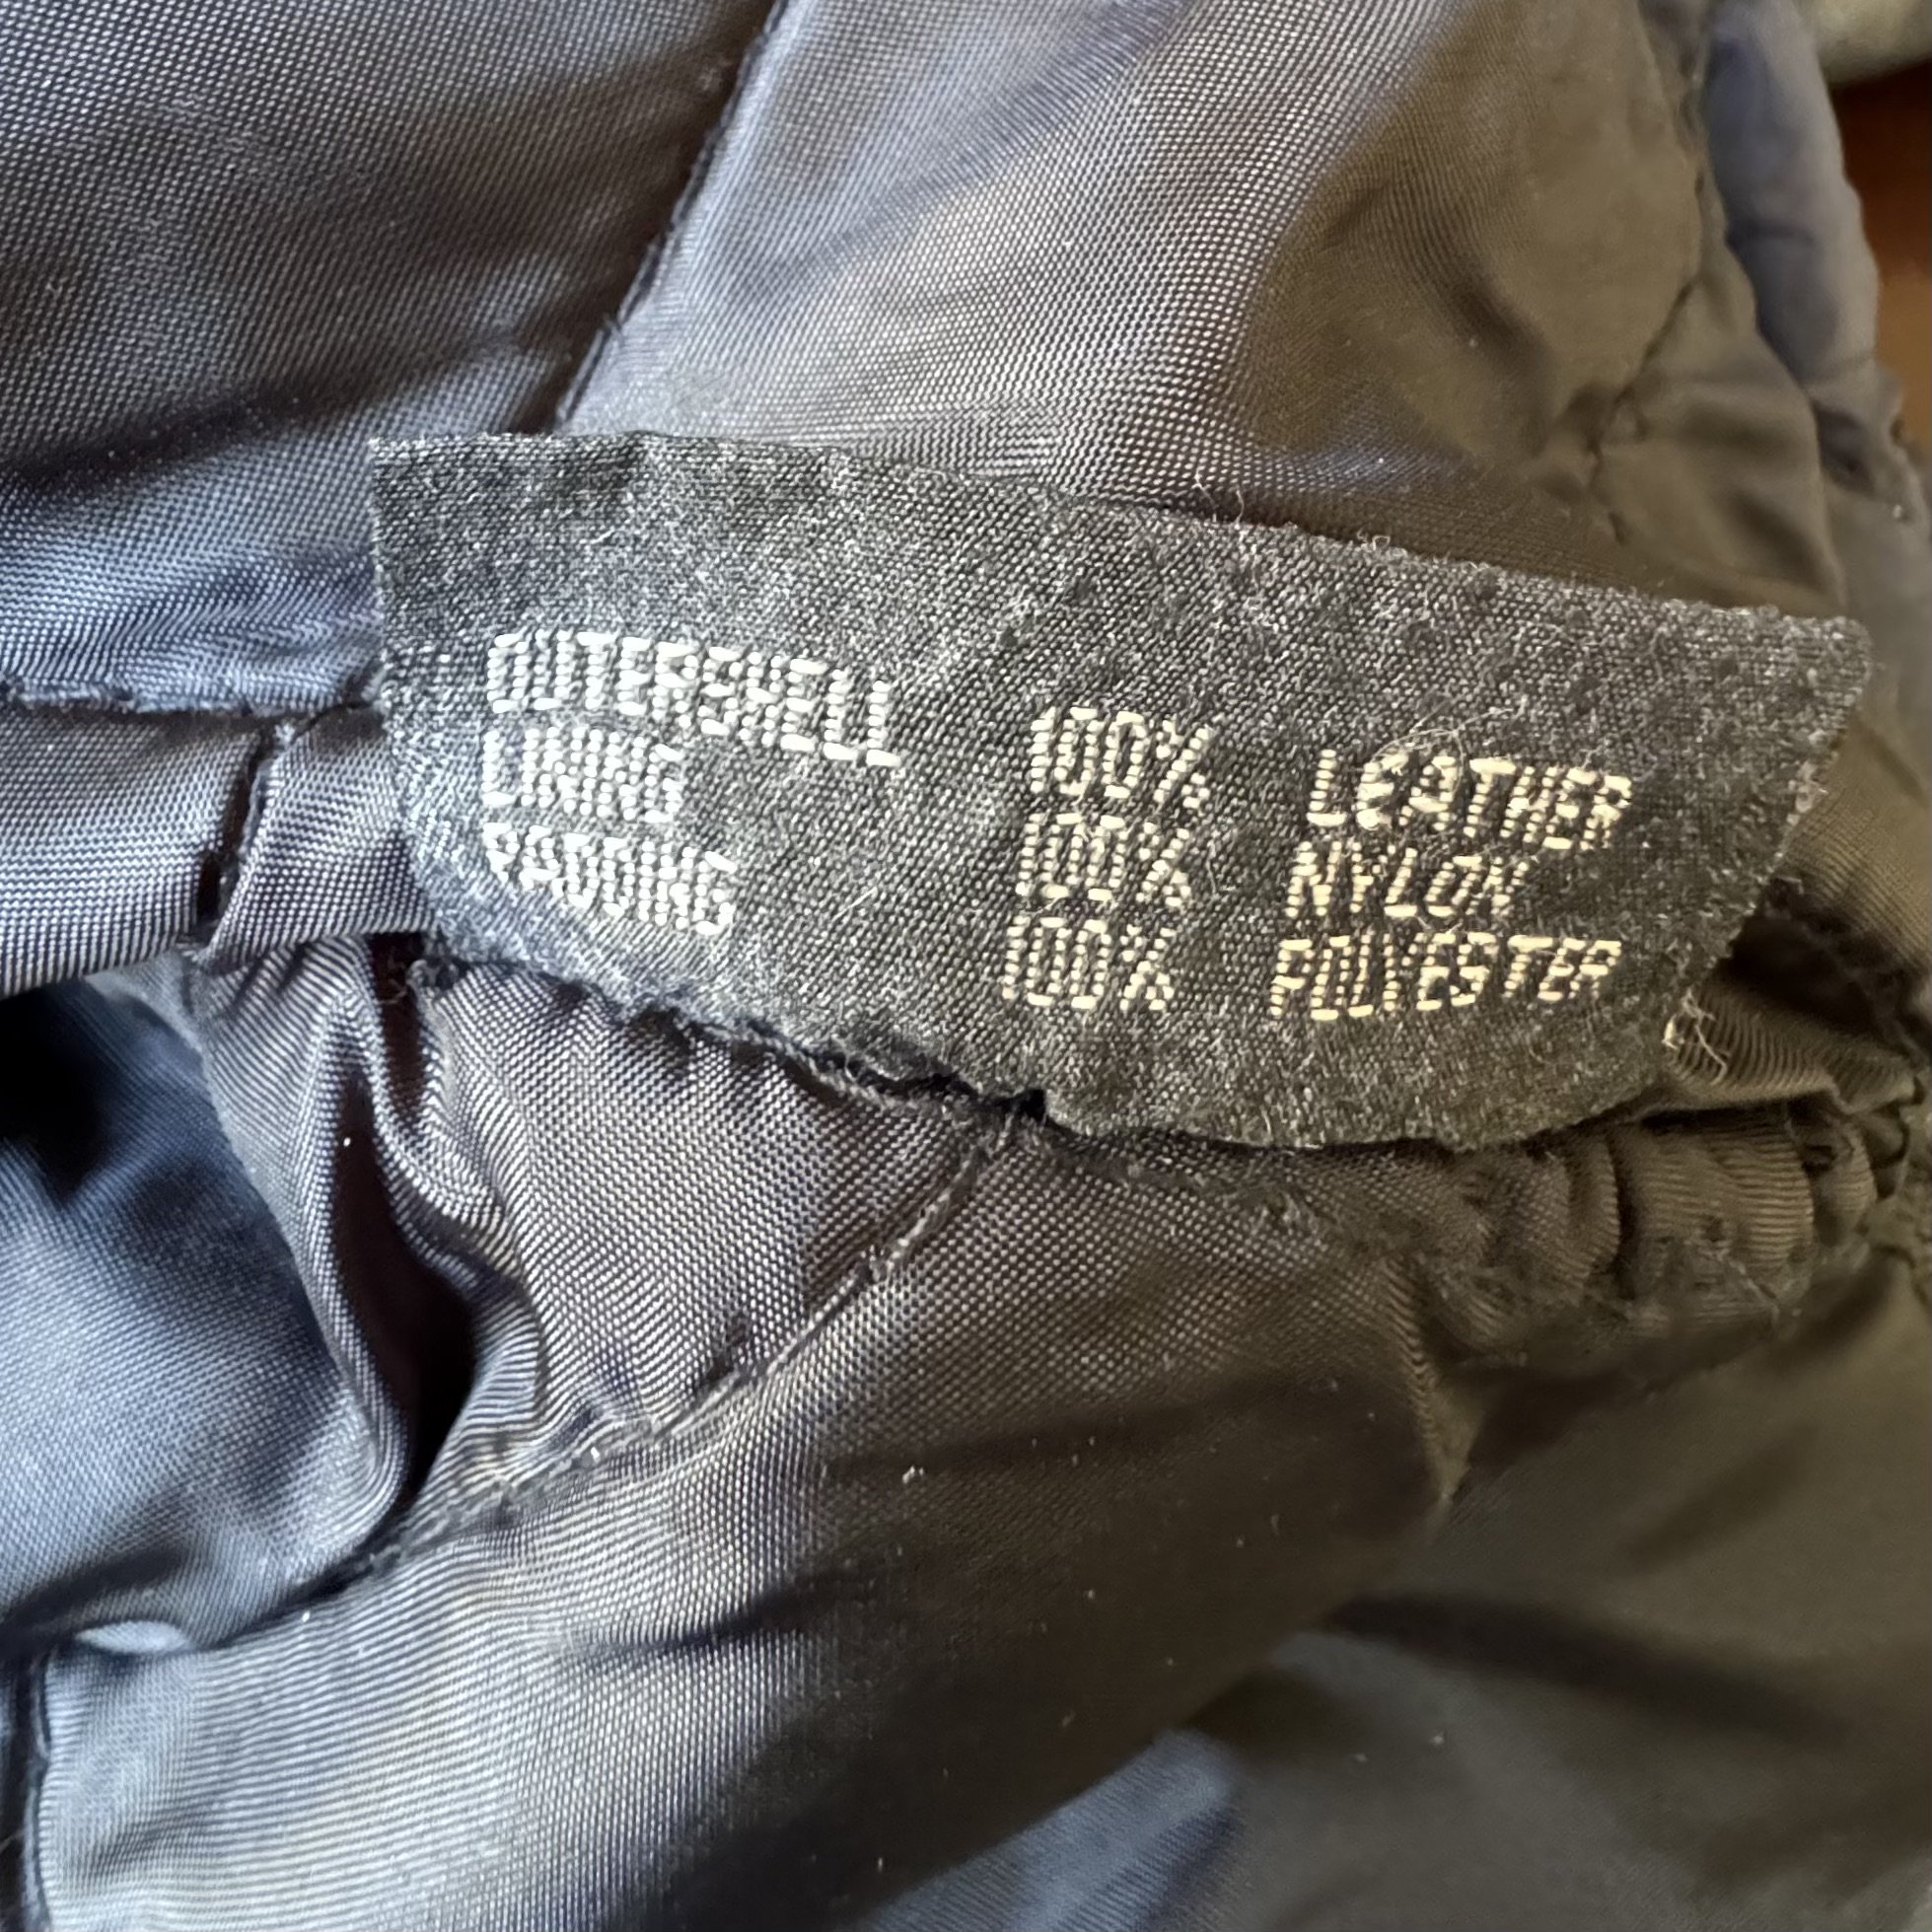 OUTERSHELL 100% LEATHER
LINING 100% NYLON
PADDING 100% POLYESTER